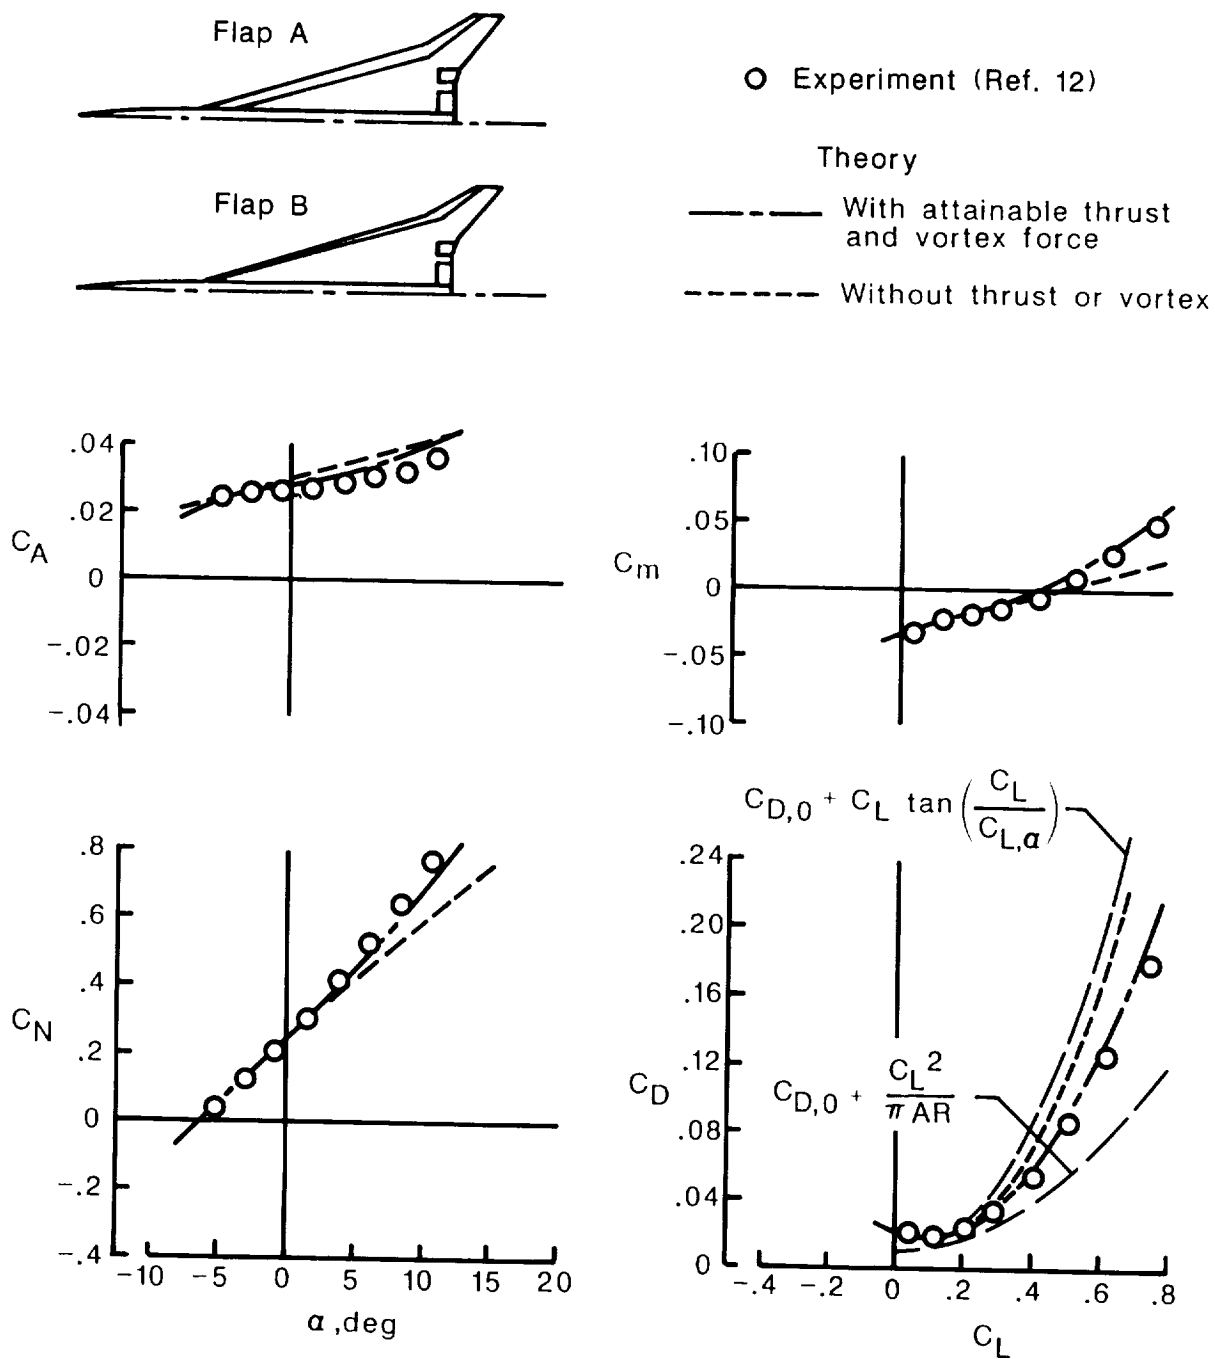 Flap A
Flap B
Experiment (Ref. 12)
Theory
With attainable thrust
and vortex force
Without thrust or vortex
.04
.02
C_A
0
-.02
-.04
.10
.05
C_m
0
-.05
-.10
.8
.6
.4
C_N
.2
0
-.2
-.4
-10 -5 0 5 10 15 20
α, deg
C_{D,0} + C_L tan(C_L/C_{L,α})
.24
.20
.16
.12
C_D
C_{D,0} + C_L^2/πAR
.08
.04
0
-.4 -.2 0 .2 .4 .6 .8
C_L